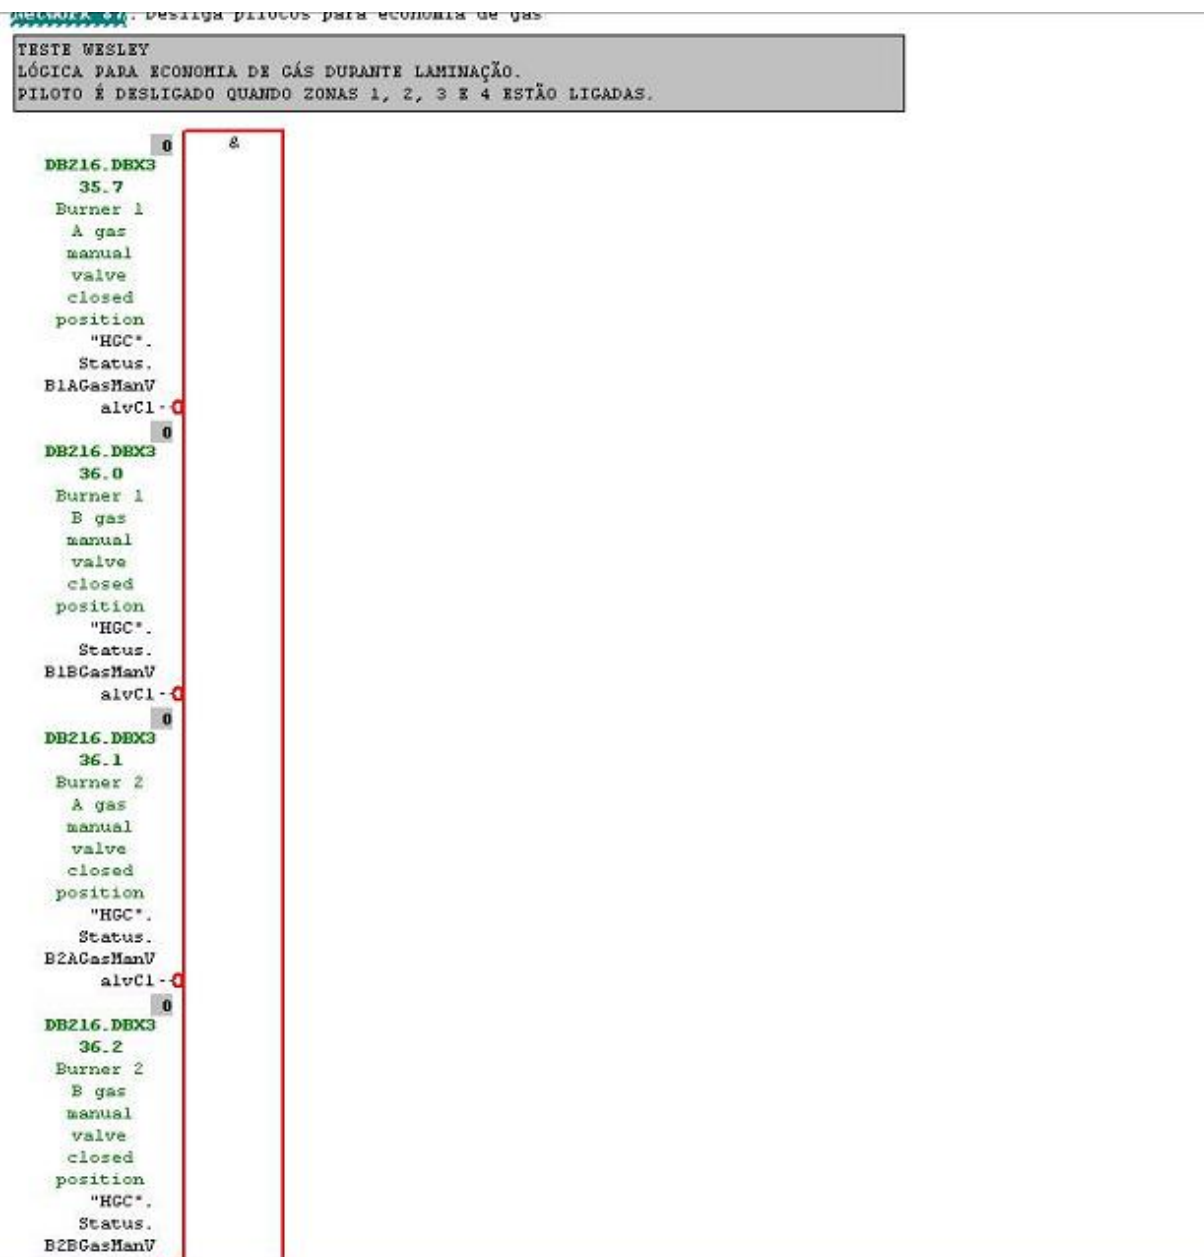 Network 67: Desliga pilotos para economia de gás
TESTE WESLEY
LÓGICA PARA ECONOMIA DE GÁS DURANTE LAMINAÇÃO.
PILOTO É DESLIGADO QUANDO ZONAS 1, 2, 3 E 4 ESTÃO LIGADAS.
&
0
DB216.DBX3
35.7
Burner 1
A gas
manual
valve
closed
position
"HGC".
Status.
B1AGasManV
alvCl
0
DB216.DBX3
36.0
Burner 1
B gas
manual
valve
closed
position
"HGC".
Status.
B1BGasManV
alvCl
0
DB216.DBX3
36.1
Burner 2
A gas
manual
valve
closed
position
"HGC".
Status.
B2AGasManV
alvCl
0
DB216.DBX3
36.2
Burner 2
B gas
manual
valve
closed
position
"HGC".
Status.
B2BGasManV